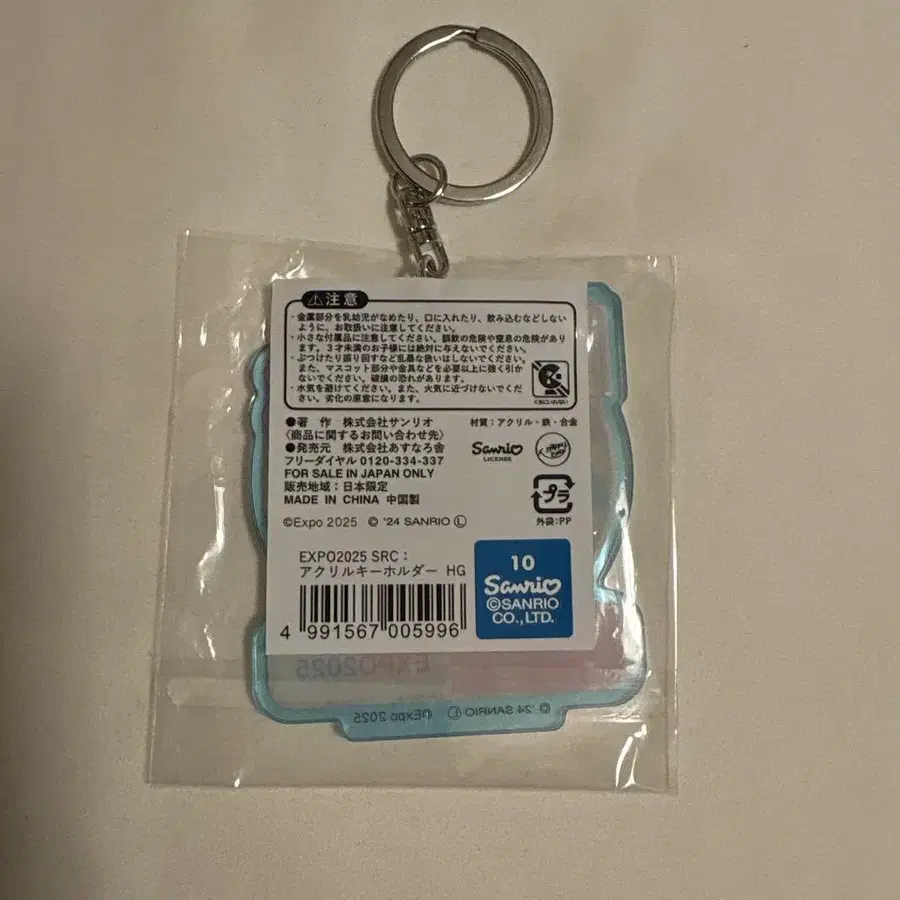 ⚠注意
・金属部分を乳幼児がなめたり、口に入れたり、飲み込むなどしない
ように、お取扱いに注意してください。
・小さな付属品に注意してください。誤飲の危険や窒息の危険があり
ます。3才未満のお子様には絶対に与えないでください。
・ぶつけたり振り回すなど乱暴な扱いはしないでください。
また、マスコット部分や金具などを必要以上に強く引か
ないでください。破損の恐れがあります。
・水気を避けてください。また、火気に近づけないでくだ
さい。劣化の原意になります。
口にいれない
●著 作 株式会社サンリオ
〈商品に関するお問い合わせ先〉
●発売元 株式会社あすなろ舎
フリーダイヤル 0120-334-337
FOR SALE IN JAPAN ONLY
販売地域：日本限定
MADE IN CHINA 中国製
©Expo 2025 © '24 SANRIO Ⓛ
材質：アクリル・鉄・合金
Sanrio
LICENSE
プラ
外袋：PP
EXPO2025 SRC：
アクリルキーホルダー HG
4 991567 005996
10
Sanrio
©SANRIO
CO.,LTD.
EXPO2025
© '24 SANRIO Ⓛ ©Expo 2025